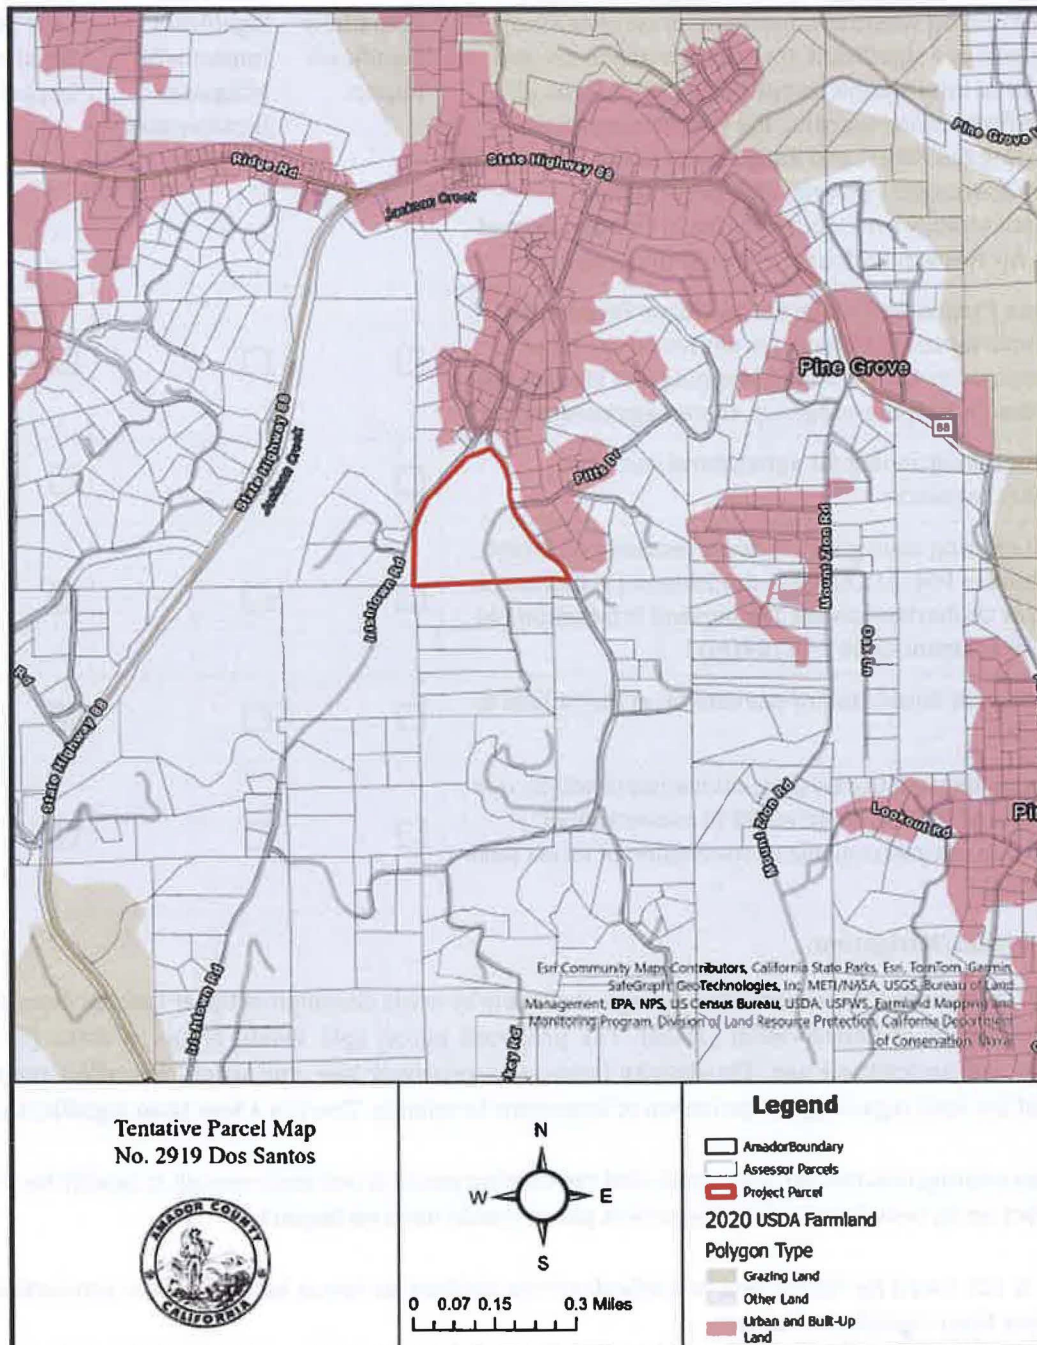 Pine Grove
Ridge Rd
State Highway 88
Jackson Creek
Pine Grove
88
State Highway 88
Jackson Creek
Pitts Dr
Mount Zion Rd
Irishtown Rd
Rd
State Highway 88
Mount Zion Rd
Lookout Rd
Pi
Irishtown Rd
Esri Community Maps Contributors, California State Parks, Esri, TomTom, Garmin,
SafeGraph, GeoTechnologies, Inc, METI/NASA, USGS, Bureau of Land
Management, EPA, NPS, US Census Bureau, USDA, USFWS, Farmland Mapping and
Monitoring Program, Division of Land Resource Protection, California Department
of Conservation
Tentative Parcel Map
No. 2919 Dos Santos
AMADOR COUNTY
CALIFORNIA
N
W
E
S
0 0.07 0.15 0.3 Miles
Legend
AmadorBoundary
Assessor Parcels
Project Parcel
2020 USDA Farmland
Polygon Type
Grazing Land
Other Land
Urban and Built-Up
Land